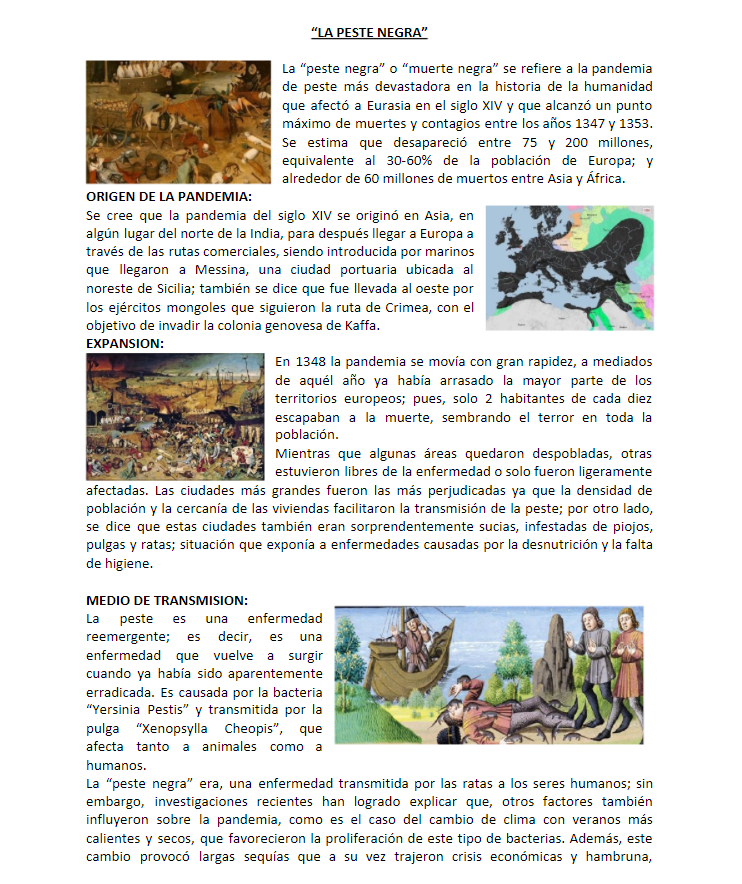 “LA PESTE NEGRA”
La “peste negra” o “muerte negra” se refiere a la pandemia
de peste más devastadora en la historia de la humanidad
que afectó a Eurasia en el siglo XIV y que alcanzó un punto
máximo de muertes y contagios entre los años 1347 y 1353.
Se estima que desapareció entre 75 y 200 millones,
equivalente al 30-60% de la población de Europa; y
alrededor de 60 millones de muertos entre Asia y África.
ORIGEN DE LA PANDEMIA:
Se cree que la pandemia del siglo XIV se originó en Asia, en
algún lugar del norte de la India, para después llegar a Europa a
través de las rutas comerciales, siendo introducida por marinos
que llegaron a Messina, una ciudad portuaria ubicada al
noreste de Sicilia; también se dice que fue llevada al oeste por
los ejércitos mongoles que siguieron la ruta de Crimea, con el
objetivo de invadir la colonia genovesa de Kaffa.
EXPANSION:
En 1348 la pandemia se movía con gran rapidez, a mediados
de aquél año ya había arrasado la mayor parte de los
territorios europeos; pues, solo 2 habitantes de cada diez
escapaban a la muerte, sembrando el terror en toda la
población.
Mientras que algunas áreas quedaron despobladas, otras
estuvieron libres de la enfermedad o solo fueron ligeramente
afectadas. Las ciudades más grandes fueron las más perjudicadas ya que la densidad de
población y la cercanía de las viviendas facilitaron la transmisión de la peste; por otro lado,
se dice que estas ciudades también eran sorprendentemente sucias, infestadas de piojos,
pulgas y ratas; situación que exponía a enfermedades causadas por la desnutrición y la falta
de higiene.
MEDIO DE TRANSMISION:
La peste es una enfermedad
reemergente; es decir, es una
enfermedad que vuelve a surgir
cuando ya había sido aparentemente
erradicada. Es causada por la bacteria
“Yersinia Pestis” y transmitida por la
pulga “Xenopsylla Cheopis”, que
afecta tanto a animales como a
humanos.
La “peste negra” era, una enfermedad transmitida por las ratas a los seres humanos; sin
embargo, investigaciones recientes han logrado explicar que, otros factores también
influyeron sobre la pandemia, como es el caso del cambio de clima con veranos más
calientes y secos, que favorecieron la proliferación de este tipo de bacterias. Además, este
cambio provocó largas sequías que a su vez trajeron crisis económicas y hambruna,